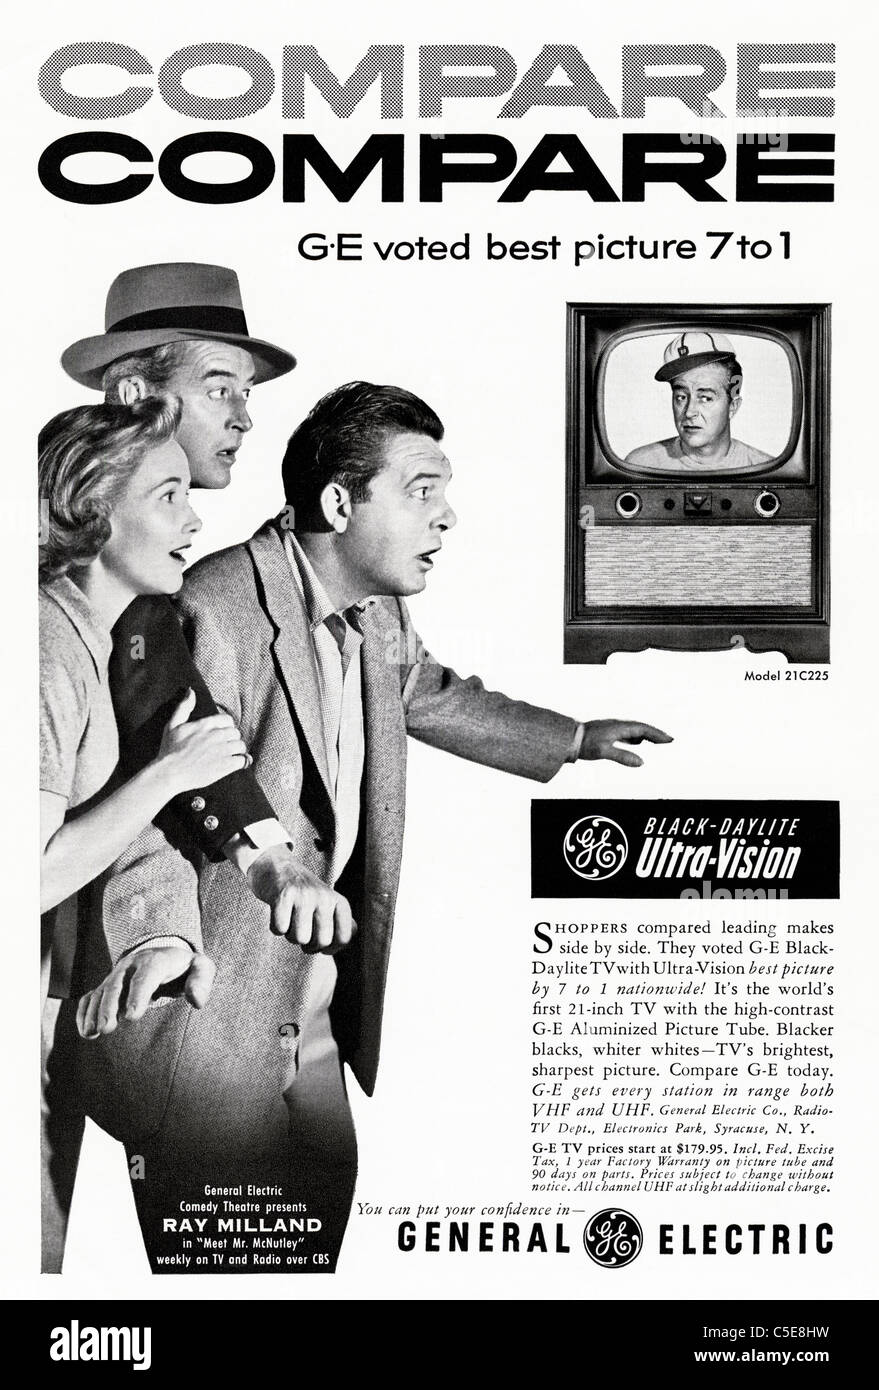 COMPARE
COMPARE
G·E voted best picture 7 to 1
Model 21C225
GE BLACK-DAYLITE
Ultra-Vision
SHOPPERS compared leading makes
side by side. They voted G-E Black-
Daylite TV with Ultra-Vision best picture
by 7 to 1 nationwide! It's the world's
first 21-inch TV with the high-contrast
G-E Aluminized Picture Tube. Blacker
blacks, whiter whites—TV's brightest,
sharpest picture. Compare G-E today.
G-E gets every station in range both
VHF and UHF. General Electric Co., Radio-
TV Dept., Electronics Park, Syracuse, N. Y.
G-E TV prices start at $179.95. Incl. Fed. Excise
Tax, 1 year Factory Warranty on picture tube and
90 days on parts. Prices subject to change without
notice. All channel UHF at slight additional charge.
General Electric
Comedy Theatre presents
RAY MILLAND
in "Meet Mr. McNutley"
weekly on TV and Radio over CBS
You can put your confidence in—
GENERAL GE ELECTRIC
alamy
alamy
Image ID: C5E8HW
www.alamy.com